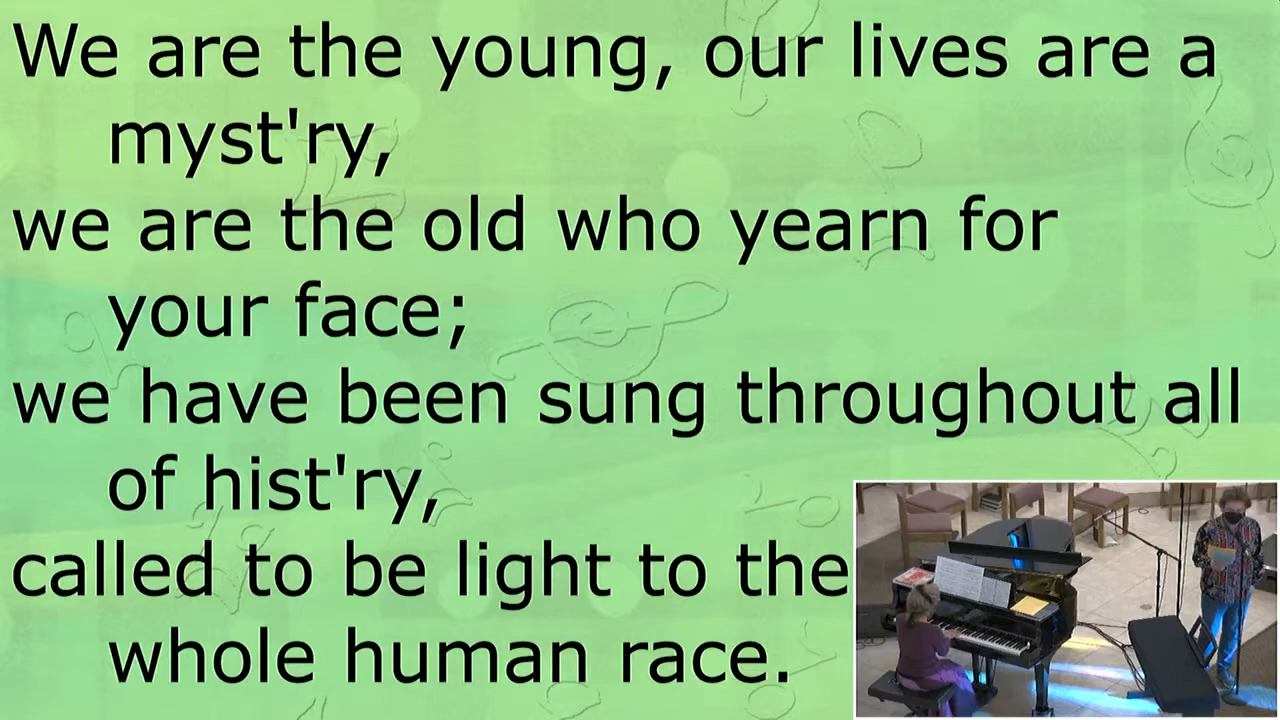 We are the young, our lives are a
myst'ry,
we are the old who yearn for
your face;
we have been sung throughout all
of hist'ry,
called to be light to the
whole human race.